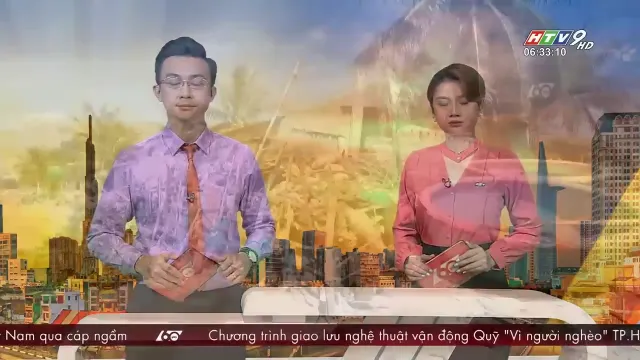 HTV9 HD
06:33:10
t Nam qua cáp ngầm 60 Chương trình giao lưu nghệ thuật vận động Quỹ "Vì người nghèo" TP.H